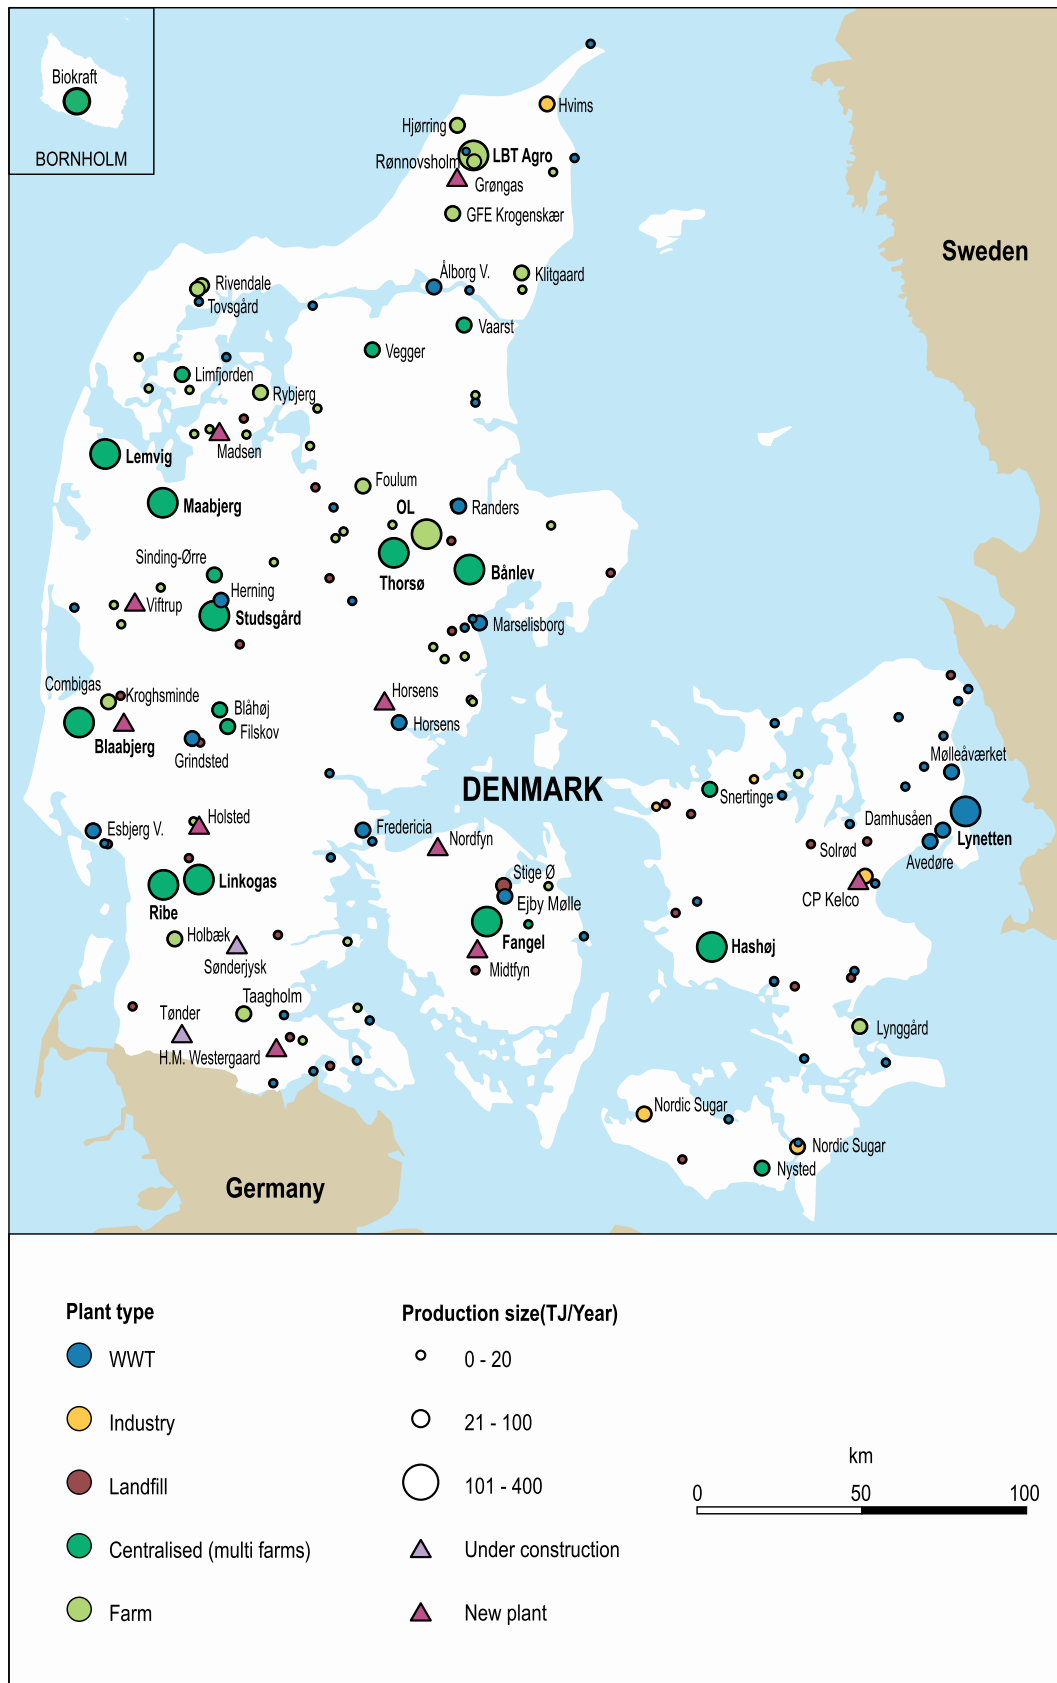 Biokraft
BORNHOLM
Hvims
Hjørring
Rønnovsholm
LBT Agro
Grøngas
GFE Krogenskær
Sweden
Ålborg V.
Klitgaard
Rivendale
Tovsgård
Vaarst
Vegger
Limfjorden
Rybjerg
Madsen
Lemvig
Foulum
Maabjerg
OL
Randers
Sinding-Ørre
Thorsø
Bånlev
Herning
Viftrup
Studsgård
Marselisborg
Combigas
Kroghsminde
Horsens
Blåhøj
Filskov
Horsens
Blaabjerg
Grindsted
Mølleåværket
DENMARK
Snertinge
Holsted
Esbjerg V.
Fredericia
Nordfyn
Damhusåen
Lynetten
Solrød
Avedøre
Stige Ø
Linkogas
Ejby Mølle
CP Kelco
Ribe
Holbæk
Fangel
Hashøj
Sønderjysk
Midtfyn
Taagholm
Tønder
Lynggård
H.M. Westergaard
Nordic Sugar
Nordic Sugar
Nysted
Germany
Plant type
WWT
Industry
Landfill
Centralised (multi farms)
Farm
Production size(TJ/Year)
0 - 20
21 - 100
101 - 400
Under construction
New plant
km
0 50 100